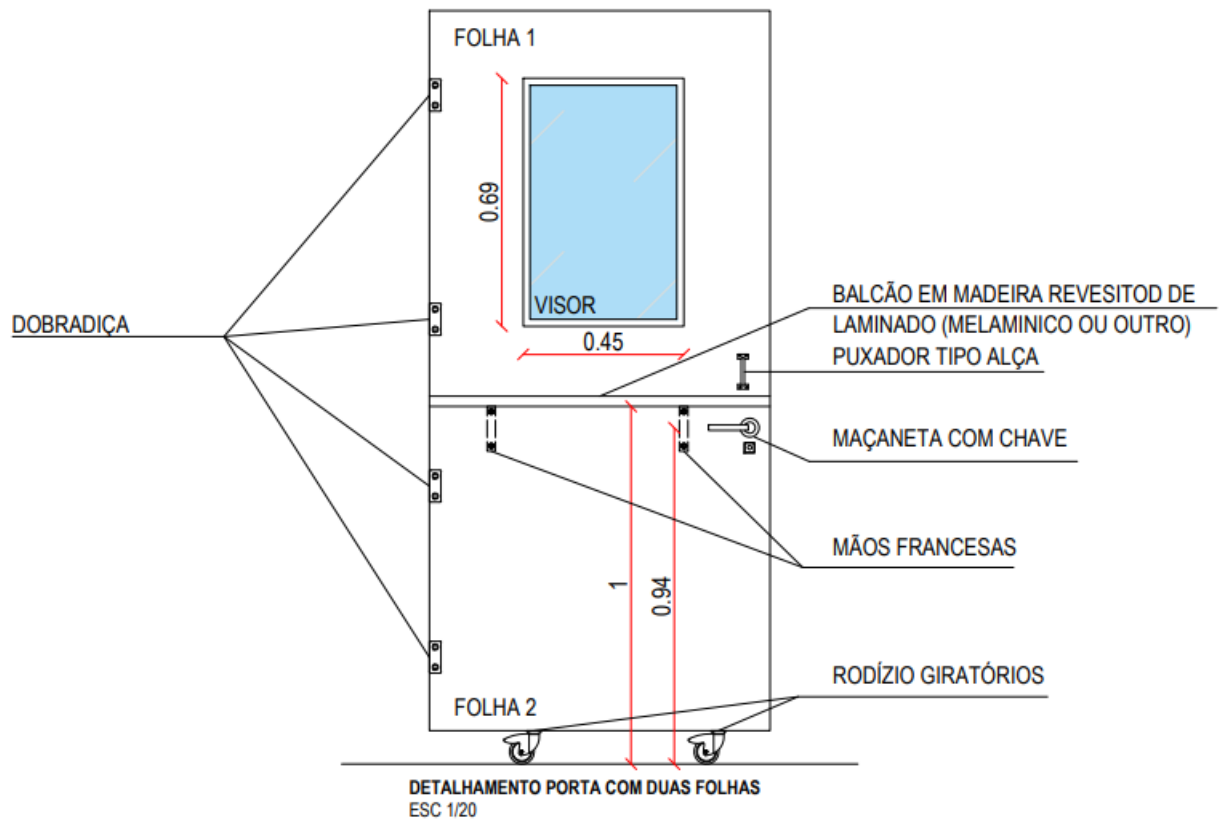 FOLHA 1
0.69
VISOR
0.45
DOBRADIÇA
BALCÃO EM MADEIRA REVESITOD DE
LAMINADO (MELAMINICO OU OUTRO)
PUXADOR TIPO ALÇA
MAÇANETA COM CHAVE
MÃOS FRANCESAS
1
0.94
RODÍZIO GIRATÓRIOS
FOLHA 2
DETALHAMENTO PORTA COM DUAS FOLHAS
ESC 1/20